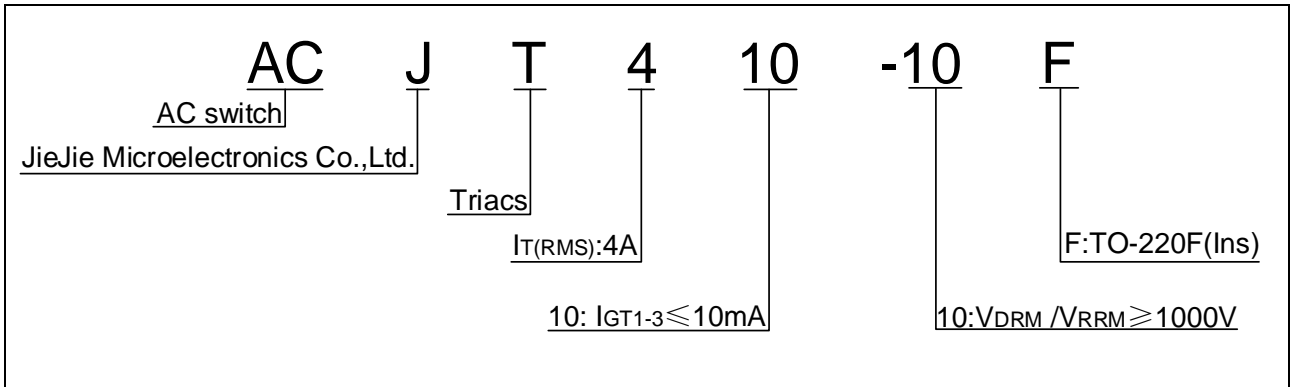 AC J T 4 10 -10 F
AC switch
JieJie Microelectronics Co.,Ltd.
Triacs
IT(RMS):4A
F:TO-220F(Ins)
10: IGT1-3≤10mA
10:VDRM /VRRM≥1000V